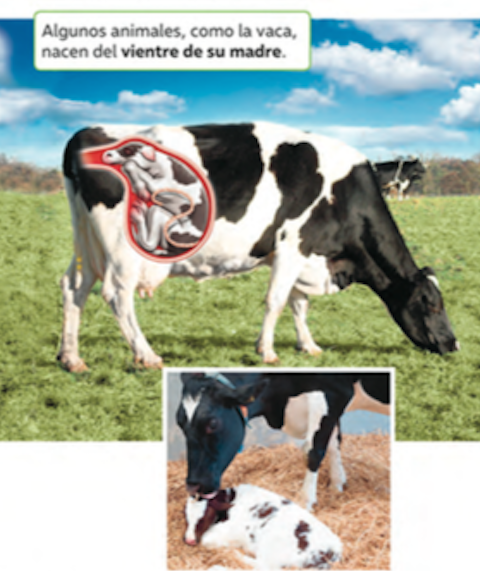 Algunos animales, como la vaca,
nacen del vientre de su madre.